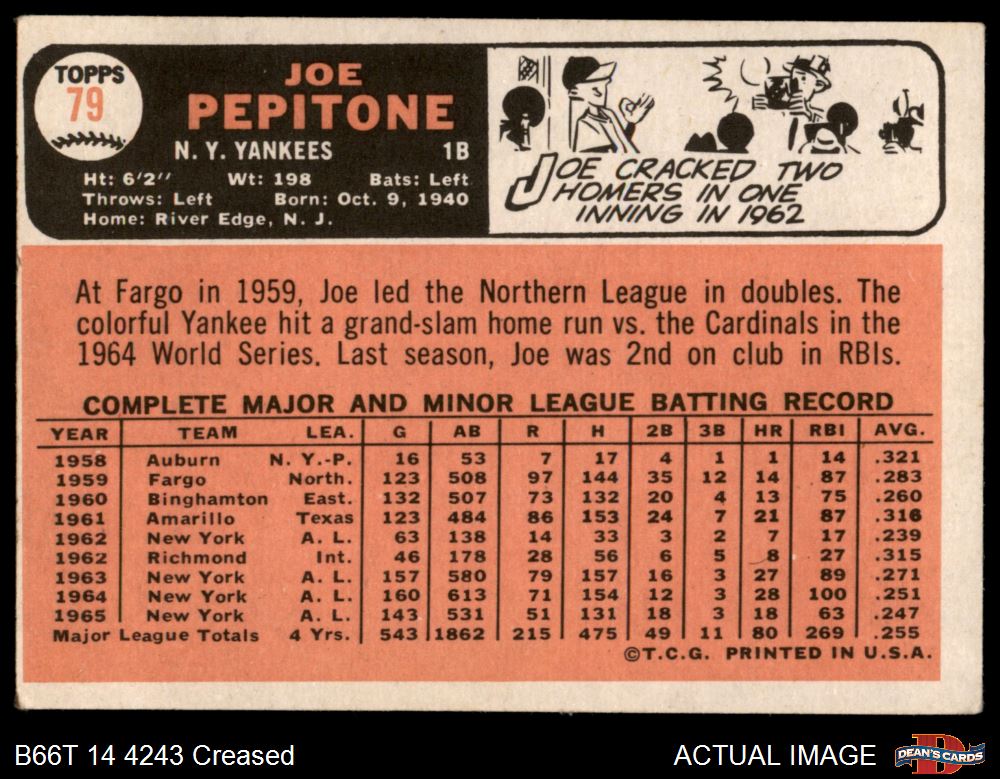 TOPPS
79
JOE
PEPITONE
N. Y. YANKEES 1B
Ht: 6'2'' Wt: 198 Bats: Left
Throws: Left Born: Oct. 9, 1940
Home: River Edge, N. J.
JOE CRACKED TWO
HOMERS IN ONE
INNING IN 1962
At Fargo in 1959, Joe led the Northern League in doubles. The
colorful Yankee hit a grand-slam home run vs. the Cardinals in the
1964 World Series. Last season, Joe was 2nd on club in RBIs.
COMPLETE MAJOR AND MINOR LEAGUE BATTING RECORD
YEAR TEAM LEA. G AB R H 2B 3B HR RBI AVG.
1958 Auburn N. Y.-P. 16 53 7 17 4 1 1 14 .321
1959 Fargo North. 123 508 97 144 35 12 14 87 .283
1960 Binghamton East. 132 507 73 132 20 4 13 75 .260
1961 Amarillo Texas 123 484 86 153 24 7 21 87 .316
1962 New York A. L. 63 138 14 33 3 2 7 17 .239
1962 Richmond Int. 46 178 28 56 6 5 8 27 .315
1963 New York A. L. 157 580 79 157 16 3 27 89 .271
1964 New York A. L. 160 613 71 154 12 3 28 100 .251
1965 New York A. L. 143 531 51 131 18 3 18 63 .247
Major League Totals 4 Yrs. 543 1862 215 475 49 11 80 269 .255
©T.C.G. PRINTED IN U.S.A.
B66T 14 4243 Creased ACTUAL IMAGE
DEAN'S CARDS